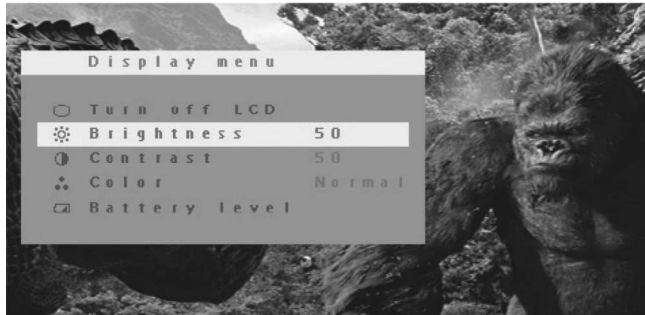 Display menu
Turn off LCD
Brightness 50
Contrast 50
Color Normal
Battery level